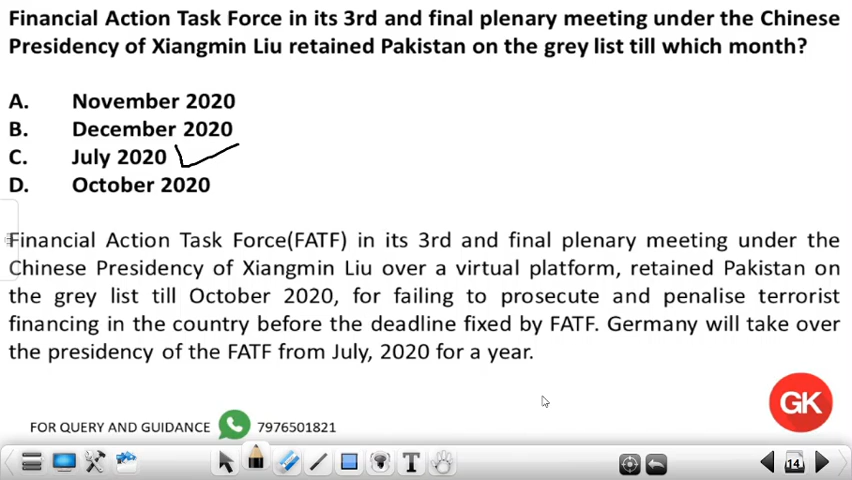 Financial Action Task Force in its 3rd and final plenary meeting under the Chinese
Presidency of Xiangmin Liu retained Pakistan on the grey list till which month?
A. November 2020
B. December 2020
C. July 2020
D. October 2020
Financial Action Task Force(FATF) in its 3rd and final plenary meeting under the
Chinese Presidency of Xiangmin Liu over a virtual platform, retained Pakistan on
the grey list till October 2020, for failing to prosecute and penalise terrorist
financing in the country before the deadline fixed by FATF. Germany will take over
the presidency of the FATF from July, 2020 for a year.
GK
FOR QUERY AND GUIDANCE 7976501821
T 14